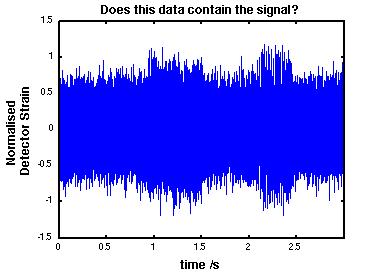 Does this data contain the signal?
1.5
1
0.5
0
-0.5
-1
-1.5
Normalised
Detector Strain
0 0.5 1 1.5 2 2.5
time /s